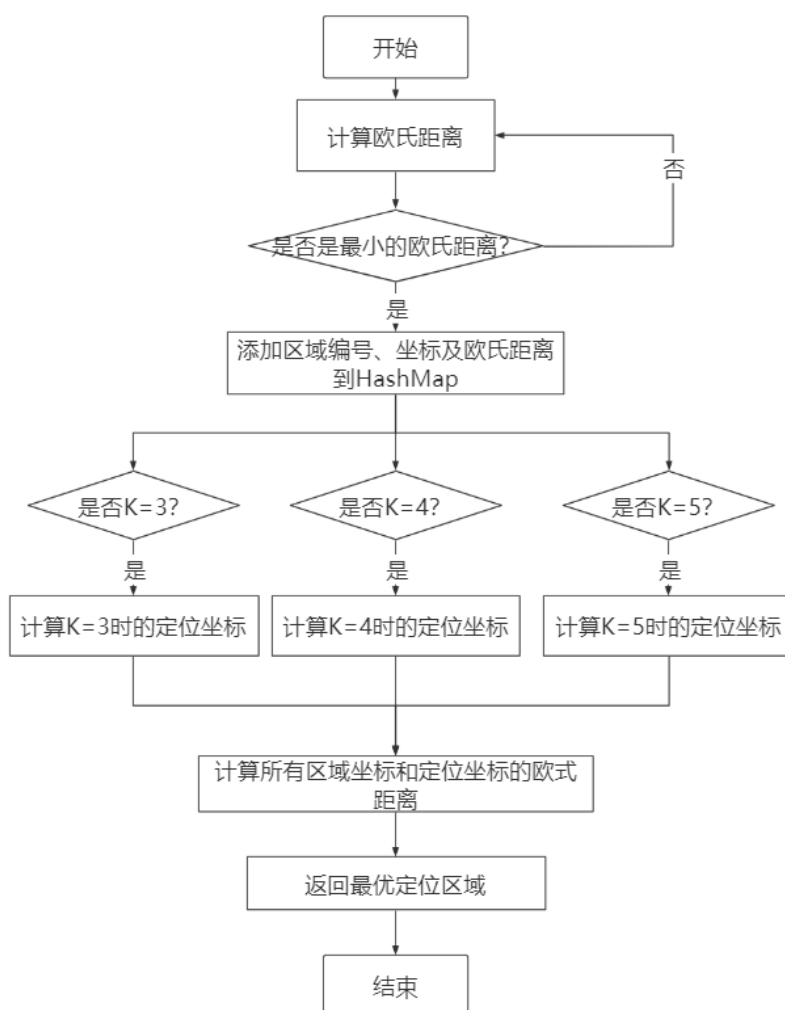 开始
计算欧氏距离
否
是否是最小的欧氏距离?
是
添加区域编号、坐标及欧氏距离
到HashMap
是否K=3?
是否K=4?
是否K=5?
是
是
是
计算K=3时的定位坐标
计算K=4时的定位坐标
计算K=5时的定位坐标
计算所有区域坐标和定位坐标的欧式
距离
返回最优定位区域
结束